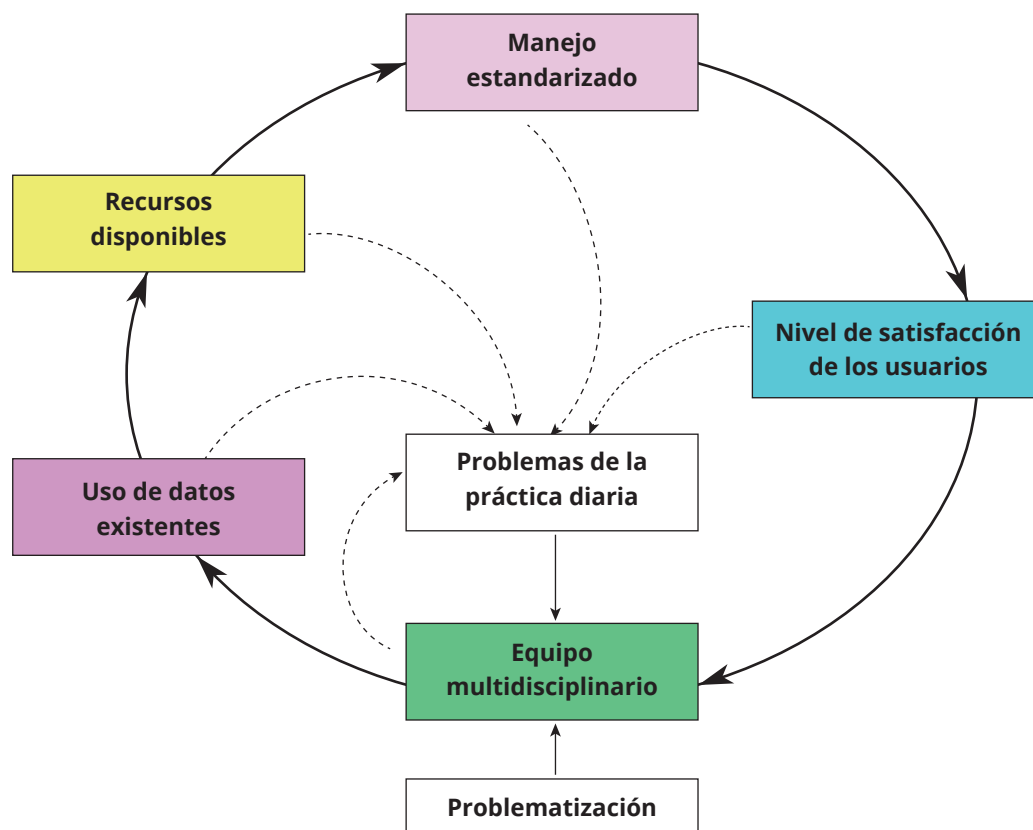 Manejo
estandarizado
Recursos
disponibles
Nivel de satisfacción
de los usuarios
Problemas de la
práctica diaria
Uso de datos
existentes
Equipo
multidisciplinario
Problematización